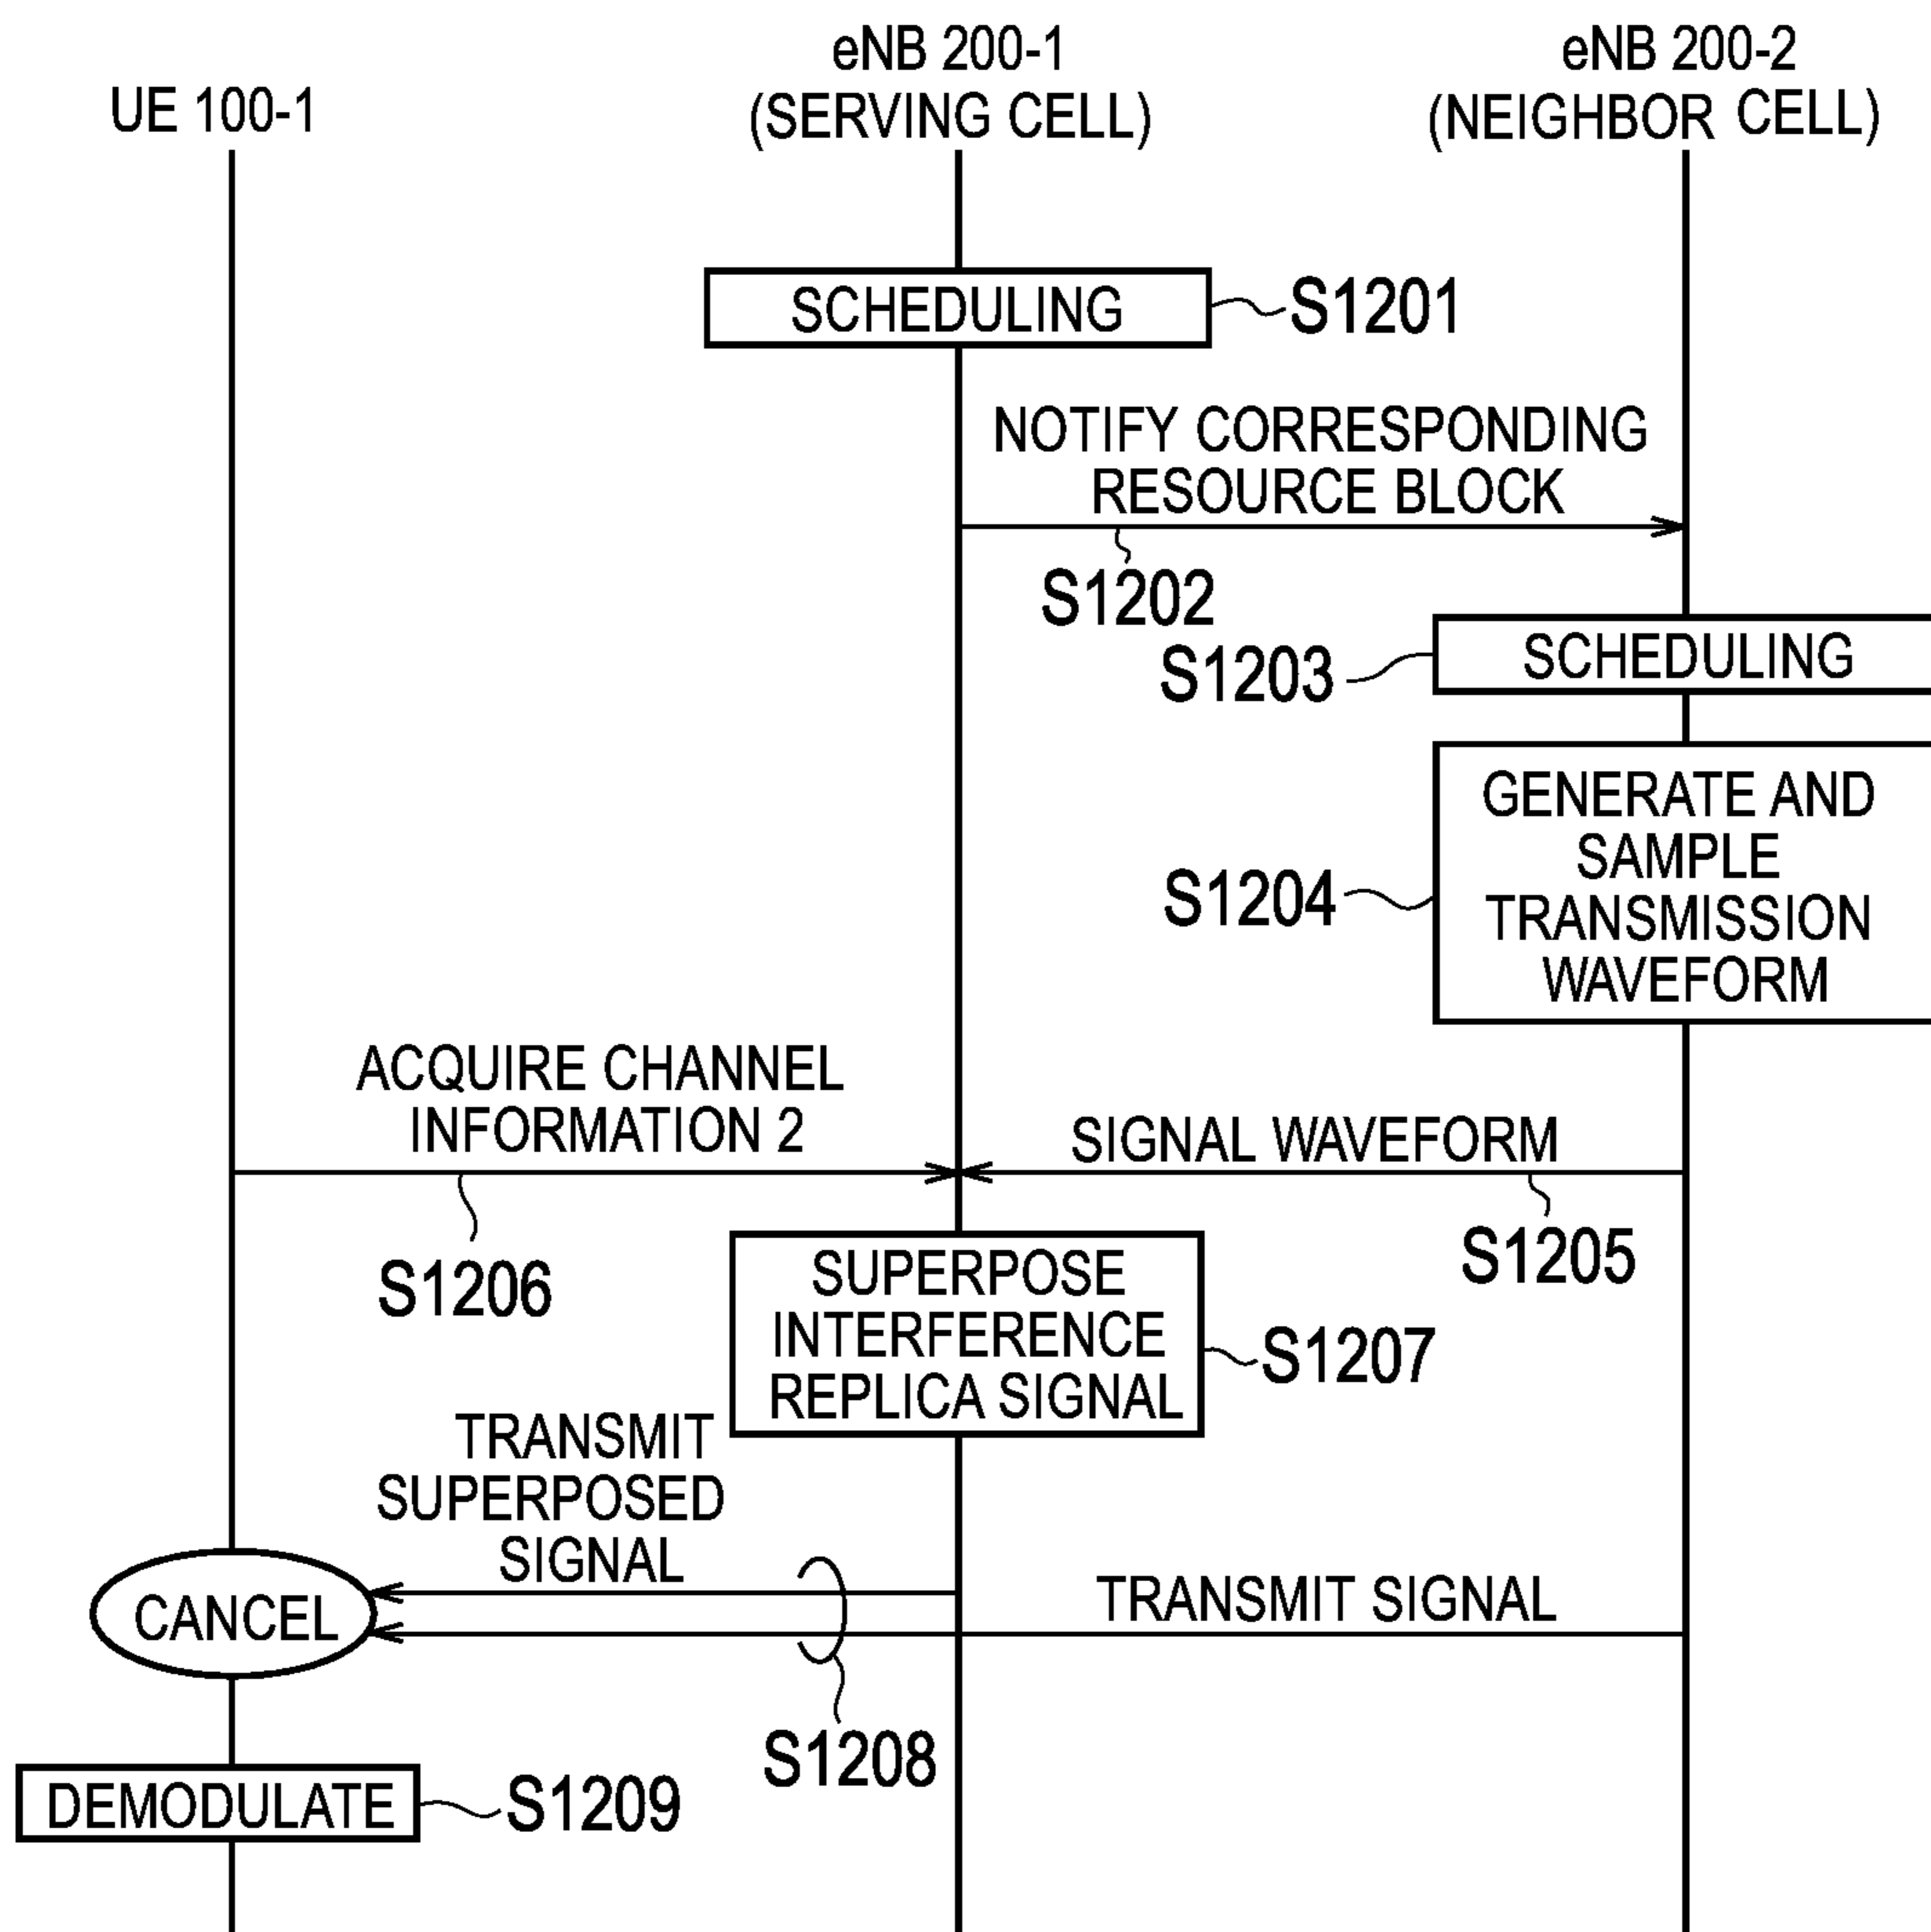 UE 100-1
eNB 200-1
(SERVING CELL)
eNB 200-2
(NEIGHBOR CELL)
SCHEDULING
S1201
NOTIFY CORRESPONDING
RESOURCE BLOCK
S1202
SCHEDULING
S1203
GENERATE AND
SAMPLE
TRANSMISSION
WAVEFORM
S1204
ACQUIRE CHANNEL
INFORMATION 2
SIGNAL WAVEFORM
S1206
S1205
SUPERPOSE
INTERFERENCE
REPLICA SIGNAL
S1207
TRANSMIT
SUPERPOSED
SIGNAL
TRANSMIT SIGNAL
CANCEL
S1208
DEMODULATE
S1209